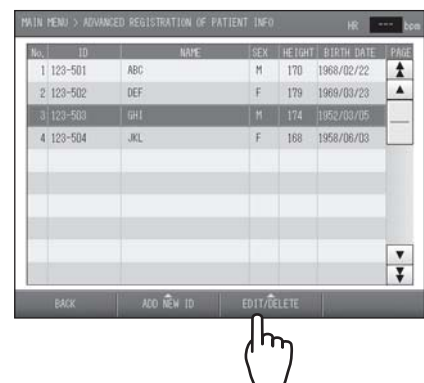 MAIN MENU > ADVANCED REGISTRATION OF PATIENT INFO HR --- bpm
No. ID NAME SEX HEIGHT BIRTH DATE PAGE
1 123-501 ABC M 170 1968/02/22
2 123-502 DEF F 179 1969/03/23
3 123-503 GHI M 174 1952/03/05
4 123-504 JKL F 168 1958/06/03
BACK ADD NEW ID EDIT/DELETE